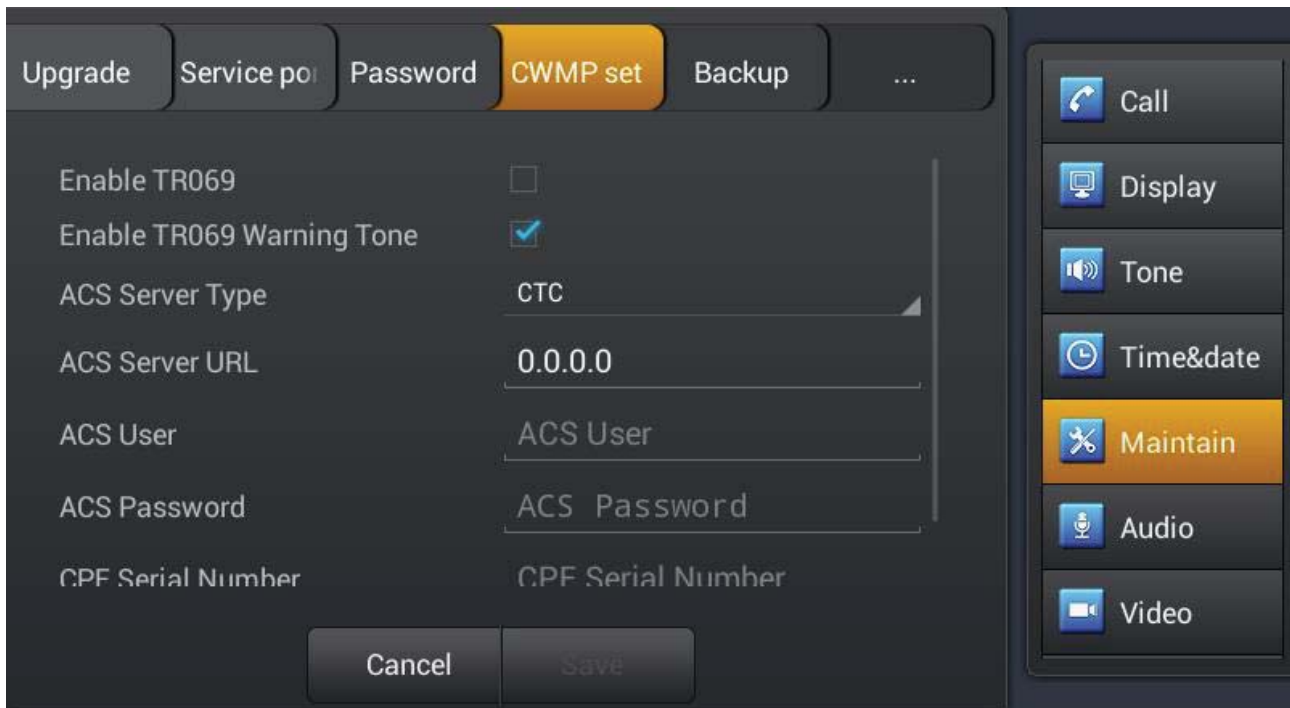 Upgrade Service por Password CWMP set Backup ...
Enable TR069
Enable TR069 Warning Tone
ACS Server Type CTC
ACS Server URL 0.0.0.0
ACS User ACS User
ACS Password ACS Password
CPE Serial Number CPE Serial Number
Cancel Save
Call
Display
Tone
Time&date
Maintain
Audio
Video